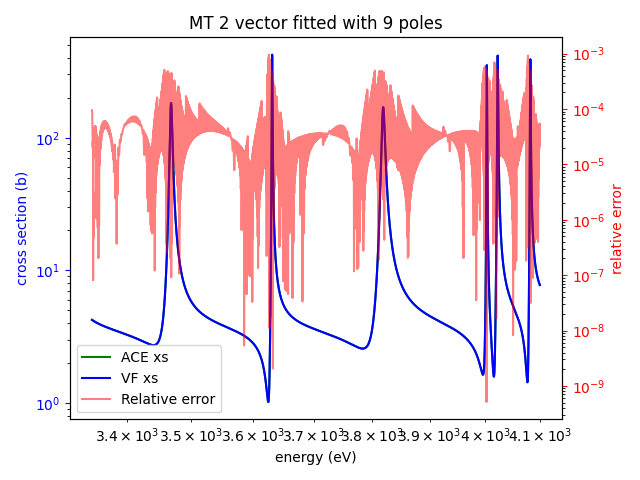 MT 2 vector fitted with 9 poles
cross section (b)
10²
10¹
10⁰
10⁻³
10⁻⁴
10⁻⁵
10⁻⁶
10⁻⁷
10⁻⁸
10⁻⁹
relative error
ACE xs
VF xs
Relative error
3.4 × 10³ 3.5 × 10³ 3.6 × 10³ 3.7 × 10³ 3.8 × 10³ 3.9 × 10³ 4 × 10³ 4.1 × 10³
energy (eV)